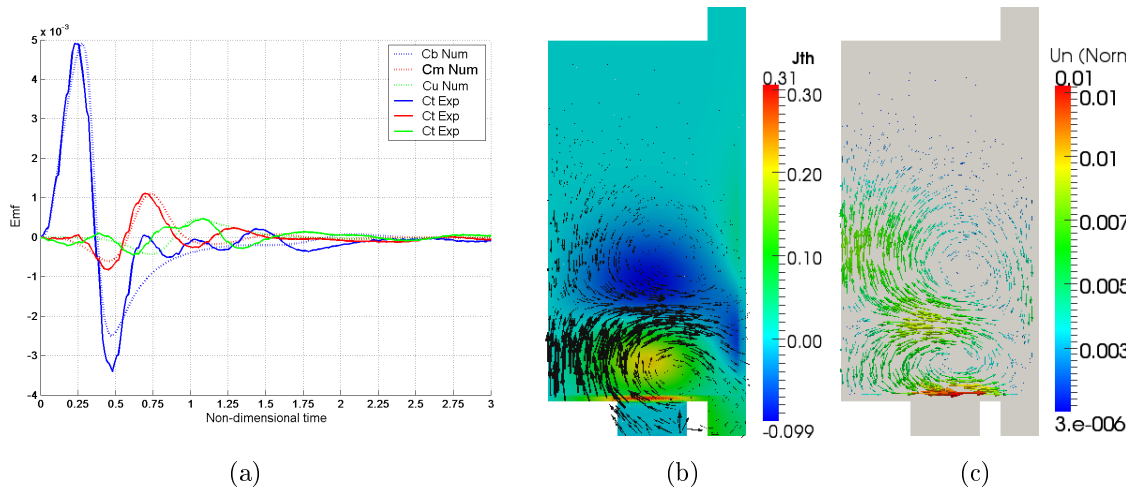 x 10⁻³
5
4
3
2
1
0
-1
-2
-3
-4
Emf
0 0.25 0.5 0.75 1 1.25 1.5 1.75 2 2.25 2.5 2.75 3
Non-dimensional time
Cb Num
Cm Num
Cu Num
Ct Exp
Ct Exp
Ct Exp
(a)
Jth
0.31
0.30
0.20
0.10
0.00
-0.099
(b)
Un (Norn
0.01
0.01
0.01
0.007
0.005
0.003
3.e-006
(c)